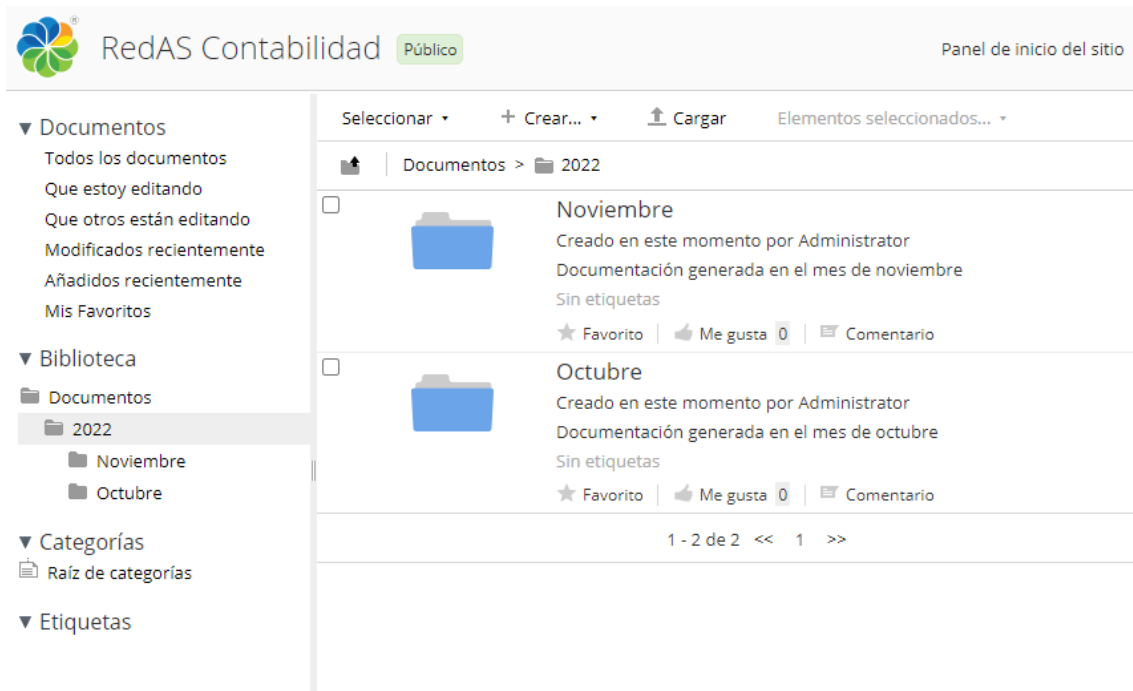 RedAS Contabilidad Público
Panel de inicio del sitio
Documentos
Todos los documentos
Que estoy editando
Que otros están editando
Modificados recientemente
Añadidos recientemente
Mis Favoritos
Biblioteca
Documentos
2022
Noviembre
Octubre
Categorías
Raíz de categorías
Etiquetas
Seleccionar Crear... Cargar Elementos seleccionados...
Documentos > 2022
Noviembre
Creado en este momento por Administrator
Documentación generada en el mes de noviembre
Sin etiquetas
Favorito Me gusta 0 Comentario
Octubre
Creado en este momento por Administrator
Documentación generada en el mes de octubre
Sin etiquetas
Favorito Me gusta 0 Comentario
1 - 2 de 2 << 1 >>